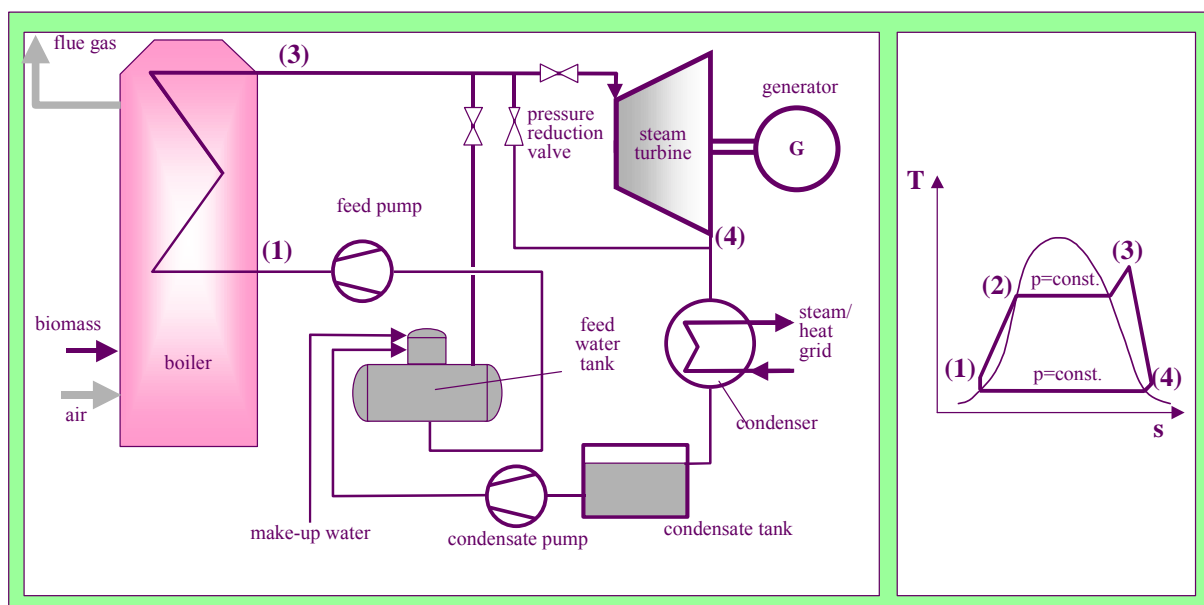 flue gas
(3)
generator
pressure
reduction
valve
steam
turbine
G
T
feed pump
(4)
(1)
(3)
(2)
p=const.
steam/
heat
grid
biomass
feed
water
tank
boiler
(1)
p=const.
(4)
air
condenser
s
make-up water
condensate pump
condensate tank